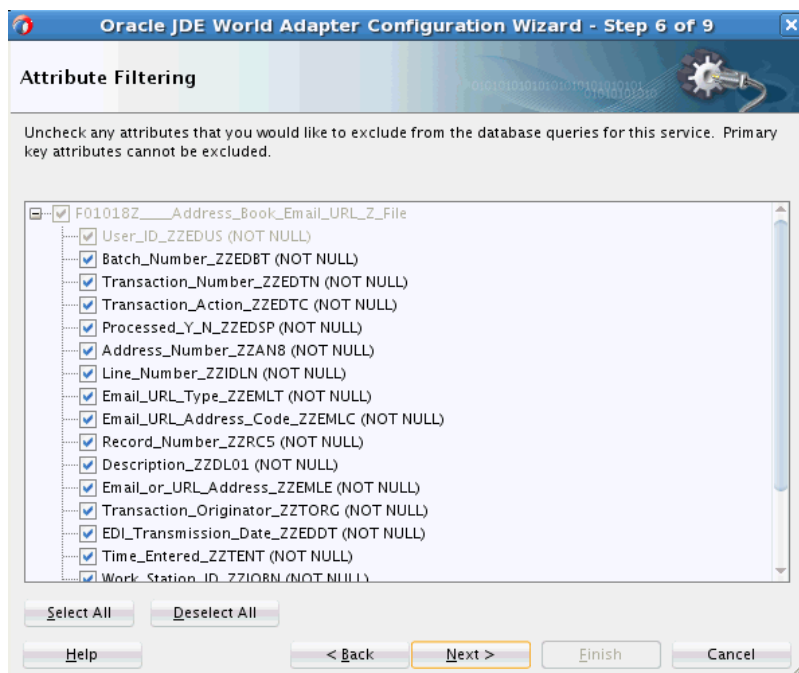 Oracle JDE World Adapter Configuration Wizard - Step 6 of 9
Attribute Filtering
Uncheck any attributes that you would like to exclude from the database queries for this service. Primary
key attributes cannot be excluded.
F01018Z____Address_Book_Email_URL_Z_File
User_ID_ZZEDUS (NOT NULL)
Batch_Number_ZZEDBT (NOT NULL)
Transaction_Number_ZZEDTN (NOT NULL)
Transaction_Action_ZZEDTC (NOT NULL)
Processed_Y_N_ZZEDSP (NOT NULL)
Address_Number_ZZAN8 (NOT NULL)
Line_Number_ZZIDLN (NOT NULL)
Email_URL_Type_ZZEMLT (NOT NULL)
Email_URL_Address_Code_ZZEMLC (NOT NULL)
Record_Number_ZZRC5 (NOT NULL)
Description_ZZDL01 (NOT NULL)
Email_or_URL_Address_ZZEMLE (NOT NULL)
Transaction_Originator_ZZTORG (NOT NULL)
EDI_Transmission_Date_ZZEDDT (NOT NULL)
Time_Entered_ZZTENT (NOT NULL)
Work_Station_ID_ZZJOBN (NOT NULL)
Select All Deselect All
Help < Back Next > Finish Cancel